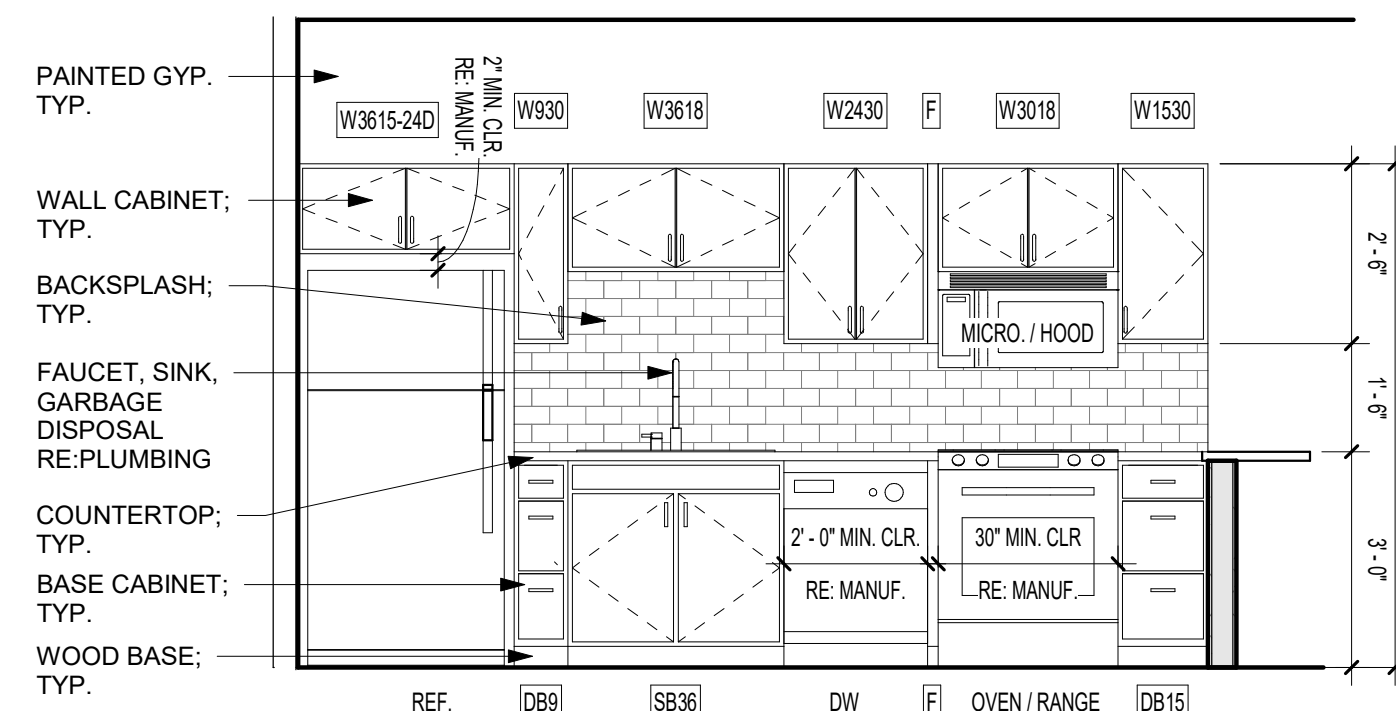 PAINTED GYP.
TYP.
WALL CABINET;
TYP.
BACKSPLASH;
TYP.
FAUCET, SINK,
GARBAGE
DISPOSAL
RE:PLUMBING
COUNTERTOP;
TYP.
BASE CABINET;
TYP.
WOOD BASE;
TYP.
W3615-24D
2" MIN. CLR.
RE: MANUF.
W930
W3618
W2430
F
W3018
W1530
MICRO. / HOOD
2' - 0" MIN. CLR.
RE: MANUF.
30" MIN. CLR
RE: MANUF.
2' - 6"
1' - 6"
3' - 0"
REF.
DB9
SB36
DW
F
OVEN / RANGE
DB15